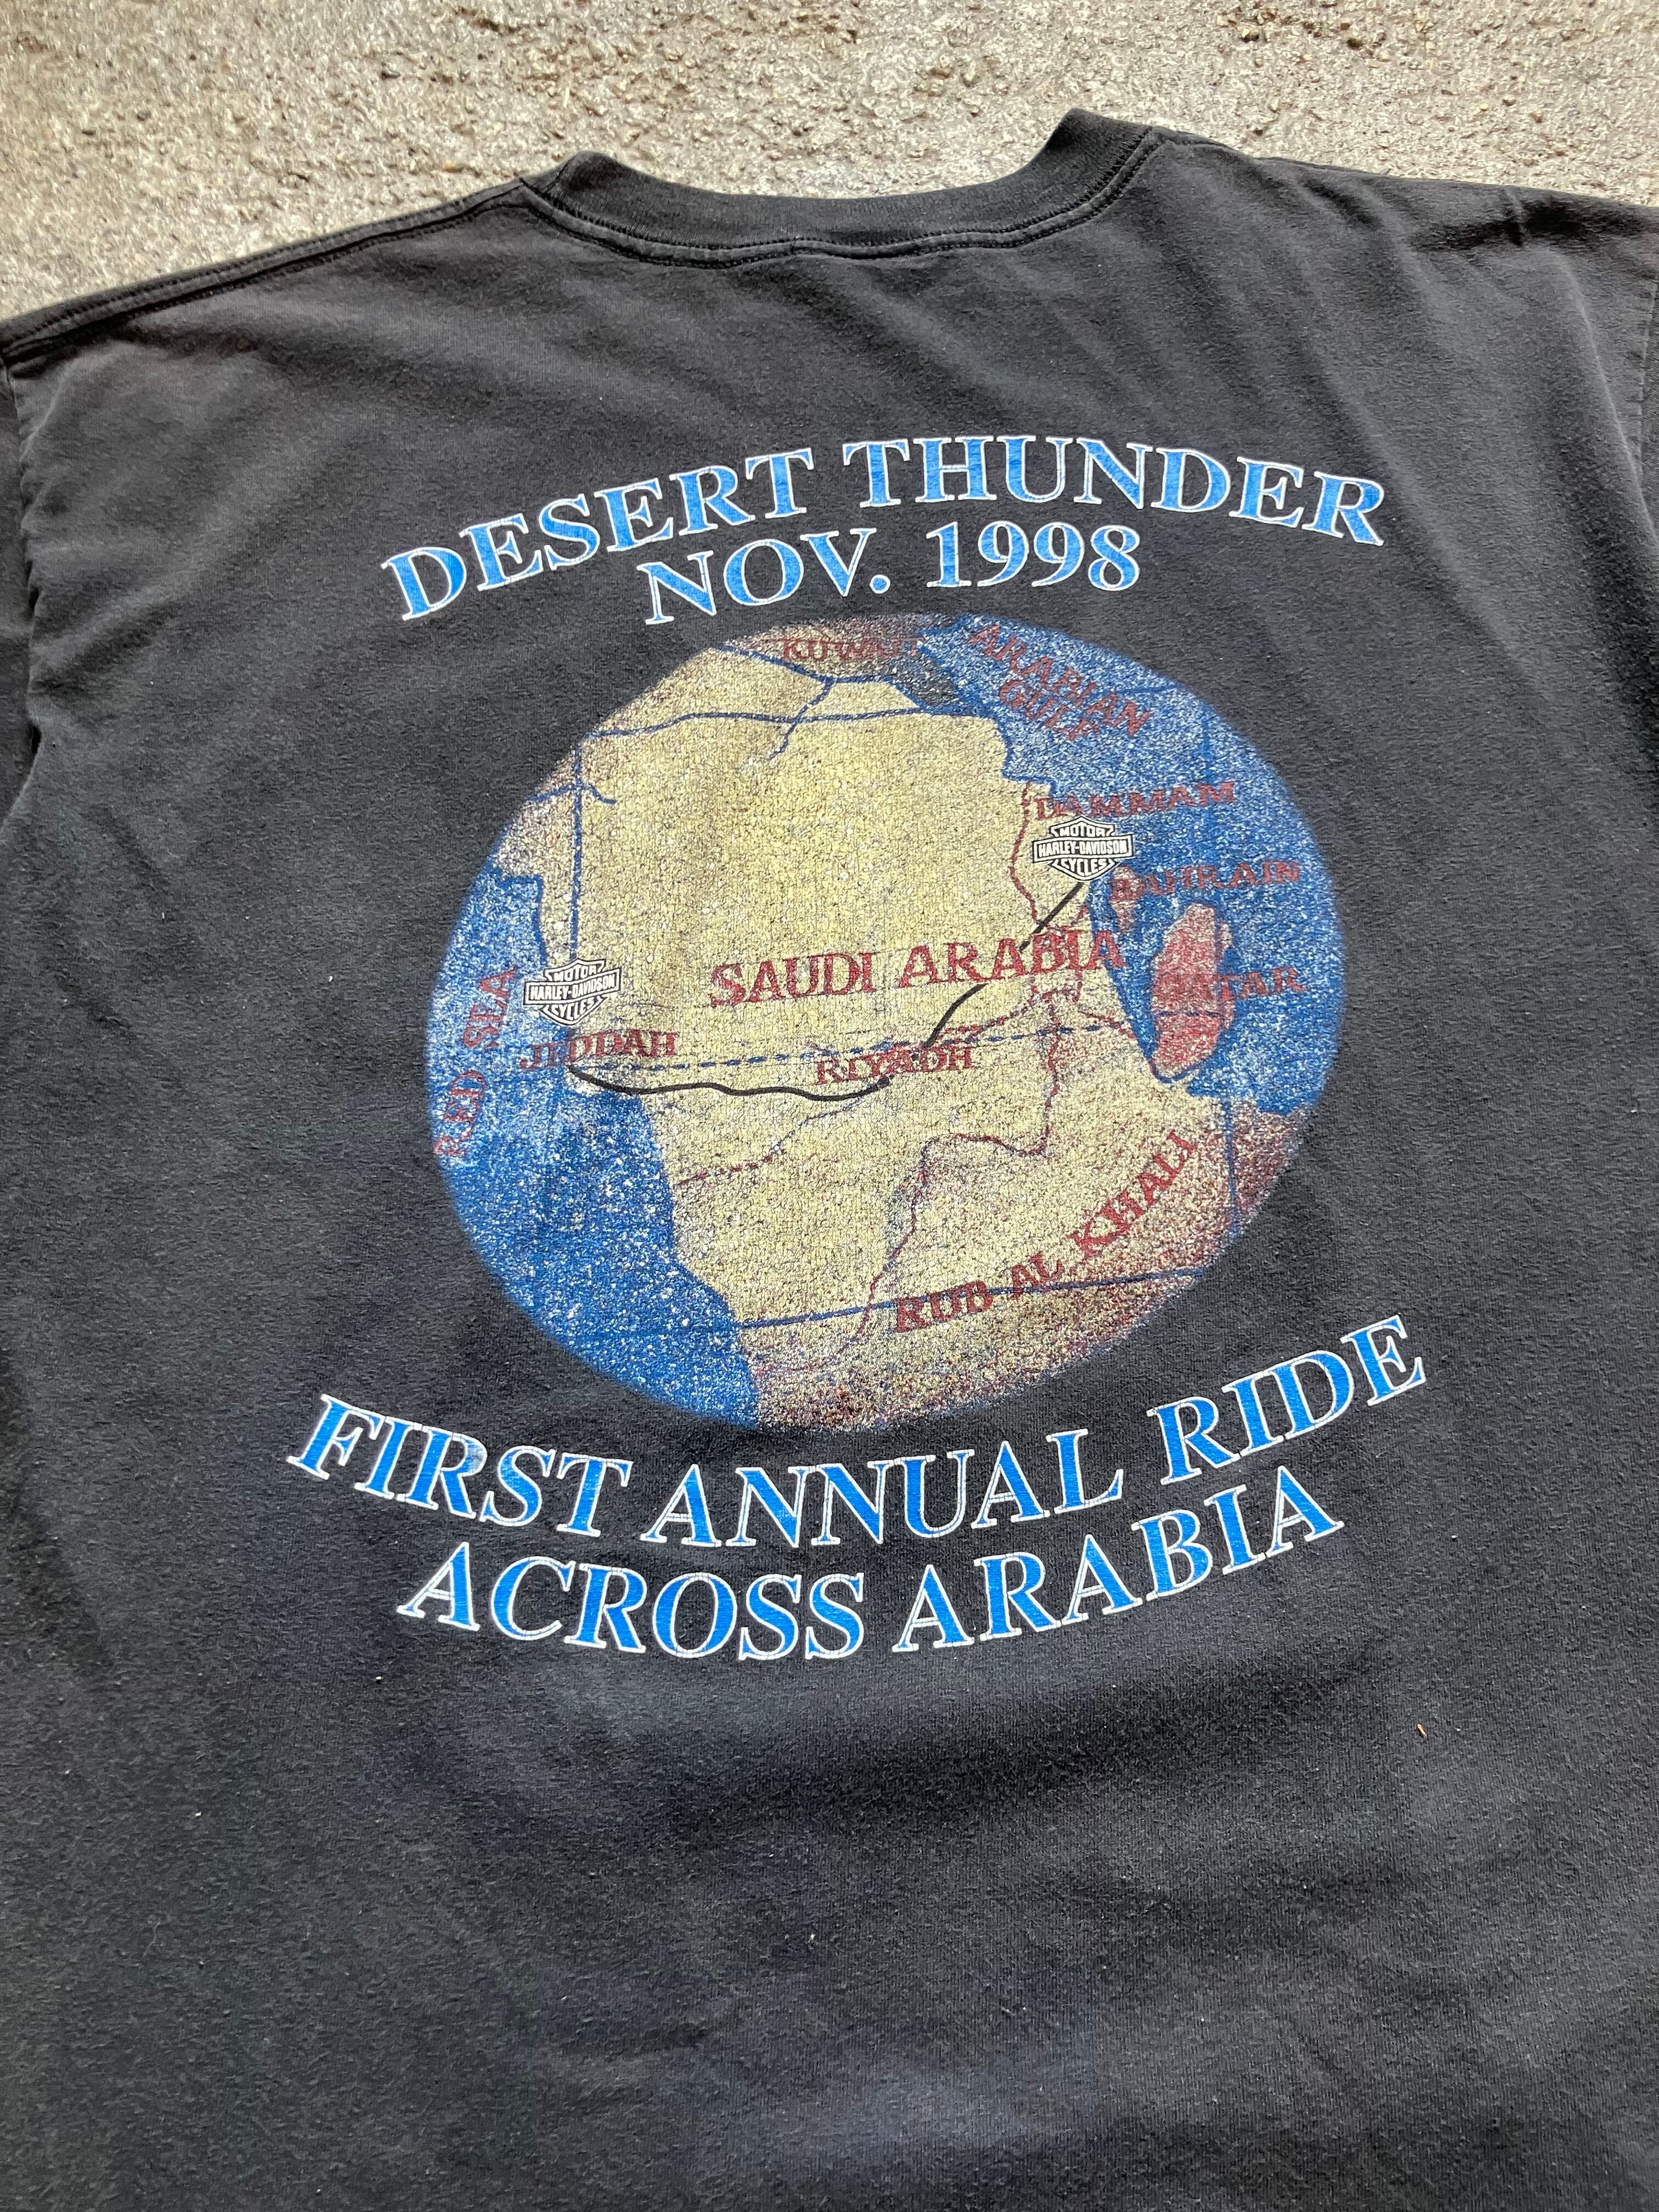 DESERT THUNDER
NOV. 1998
KUWAIT
ARABIAN
GULF
DAMMAM
MOTOR
HARLEY-DAVIDSON
CYCLES
BAHRAIN
SAUDI ARABIA
QATAR
MOTOR
HARLEY-DAVIDSON
CYCLES
RED SEA
JEDDAH
RIYADH
RUB AL KHALI
FIRST ANNUAL RIDE
ACROSS ARABIA